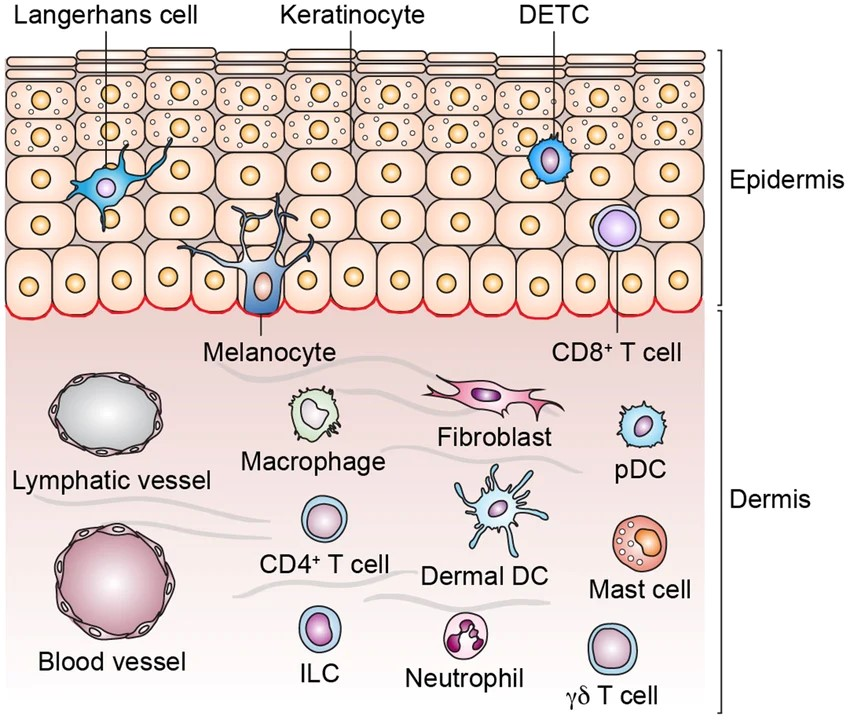 Langerhans cell
Keratinocyte
DETC
Epidermis
Melanocyte
CD8⁺ T cell
Fibroblast
Macrophage
pDC
Lymphatic vessel
Dermis
CD4⁺ T cell
Dermal DC
Mast cell
Blood vessel
ILC
Neutrophil
γδ T cell